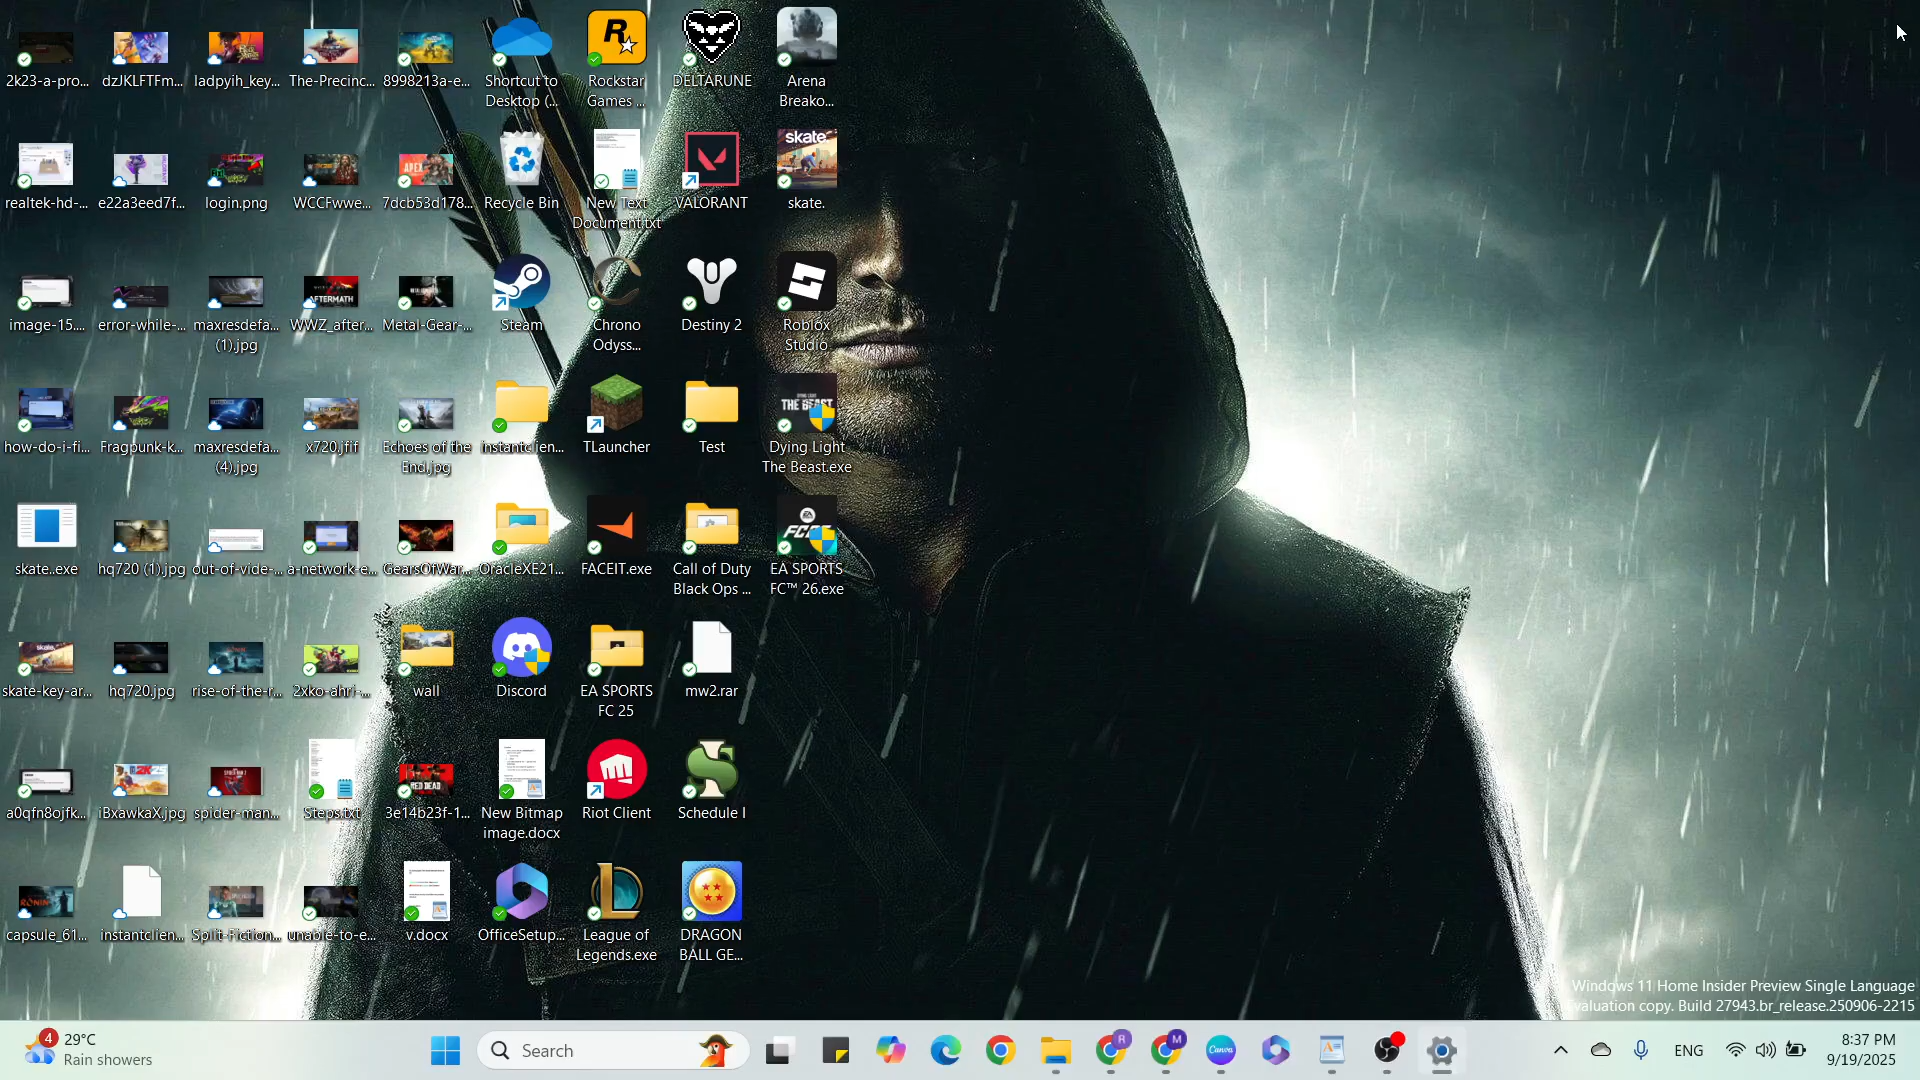 2k23-a-pro...
dzJKLFTFm...
ladpyih_key...
The-Precinc...
8998213a-e...
Shortcut to
Desktop (...
Rockstar
Games ...
DELTARUNE
Arena
Breako...
realtek-hd-...
e22a3eed7f...
login.png
WCCFwwe...
7dcb53d178...
Recycle Bin
New Text
Document.txt
VALORANT
skate.
skate.
image-15....
error-while-...
maxresdefa...
(1).jpg
WWZ_after...
Metal-Gear-...
Steam
Chrono
Odyss...
Destiny 2
Roblox
Studio
how-do-i-fi...
Fragpunk-k...
maxresdefa...
(4).jpg
x720.jfif
Echoes of the
End.jpg
instantclien...
TLauncher
Test
THE BEAST
Dying Light
The Beast.exe
skate..exe
hq720 (1).jpg
out-of-vide-...
a-network-e...
GearsOfWar...
OracleXE21...
FACEIT.exe
Call of Duty
Black Ops ...
EA SPORTS
FC™ 26.exe
skate-key-ar...
hq720.jpg
rise-of-the-r...
2xko-ahri-...
wall
Discord
EA SPORTS
FC 25
mw2.rar
a0qfn8ojfk...
iBxawkaX.jpg
spider-man...
Steps.txt
3e14b23f-1...
New Bitmap
image.docx
Riot Client
Schedule I
capsule_61...
instantclien...
Split-Fiction...
unable-to-e...
v.docx
OfficeSetup...
League of
Legends.exe
DRAGON
BALL GE...
Windows 11 Home Insider Preview Single Language
Evaluation copy. Build 27943.br_release.250906-2215
4
29°C
Rain showers
Search
R
M
Canva
ENG
8:37 PM
9/19/2025